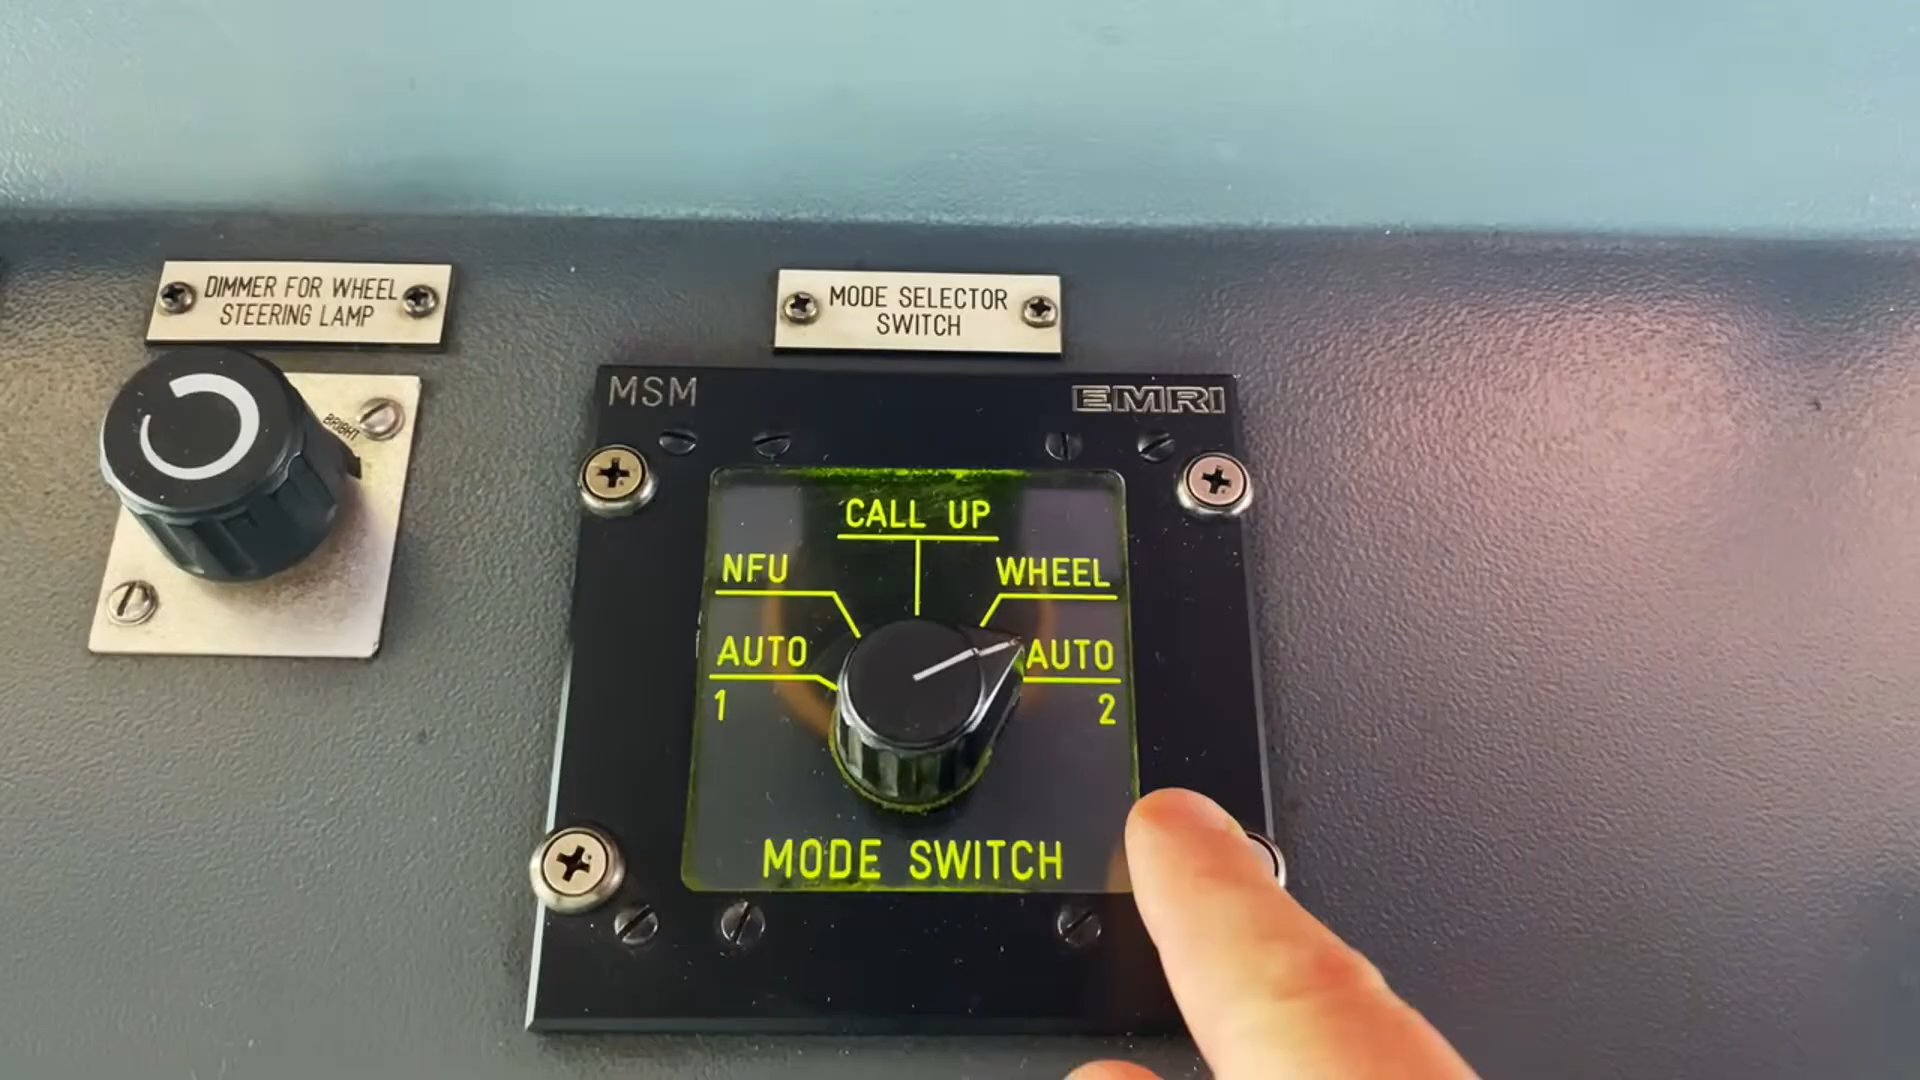 DIMMER FOR WHEEL
STEERING LAMP
BRIGHT
MODE SELECTOR
SWITCH
MSM
EMRI
CALL UP
NFU
WHEEL
AUTO
1
AUTO
2
MODE SWITCH